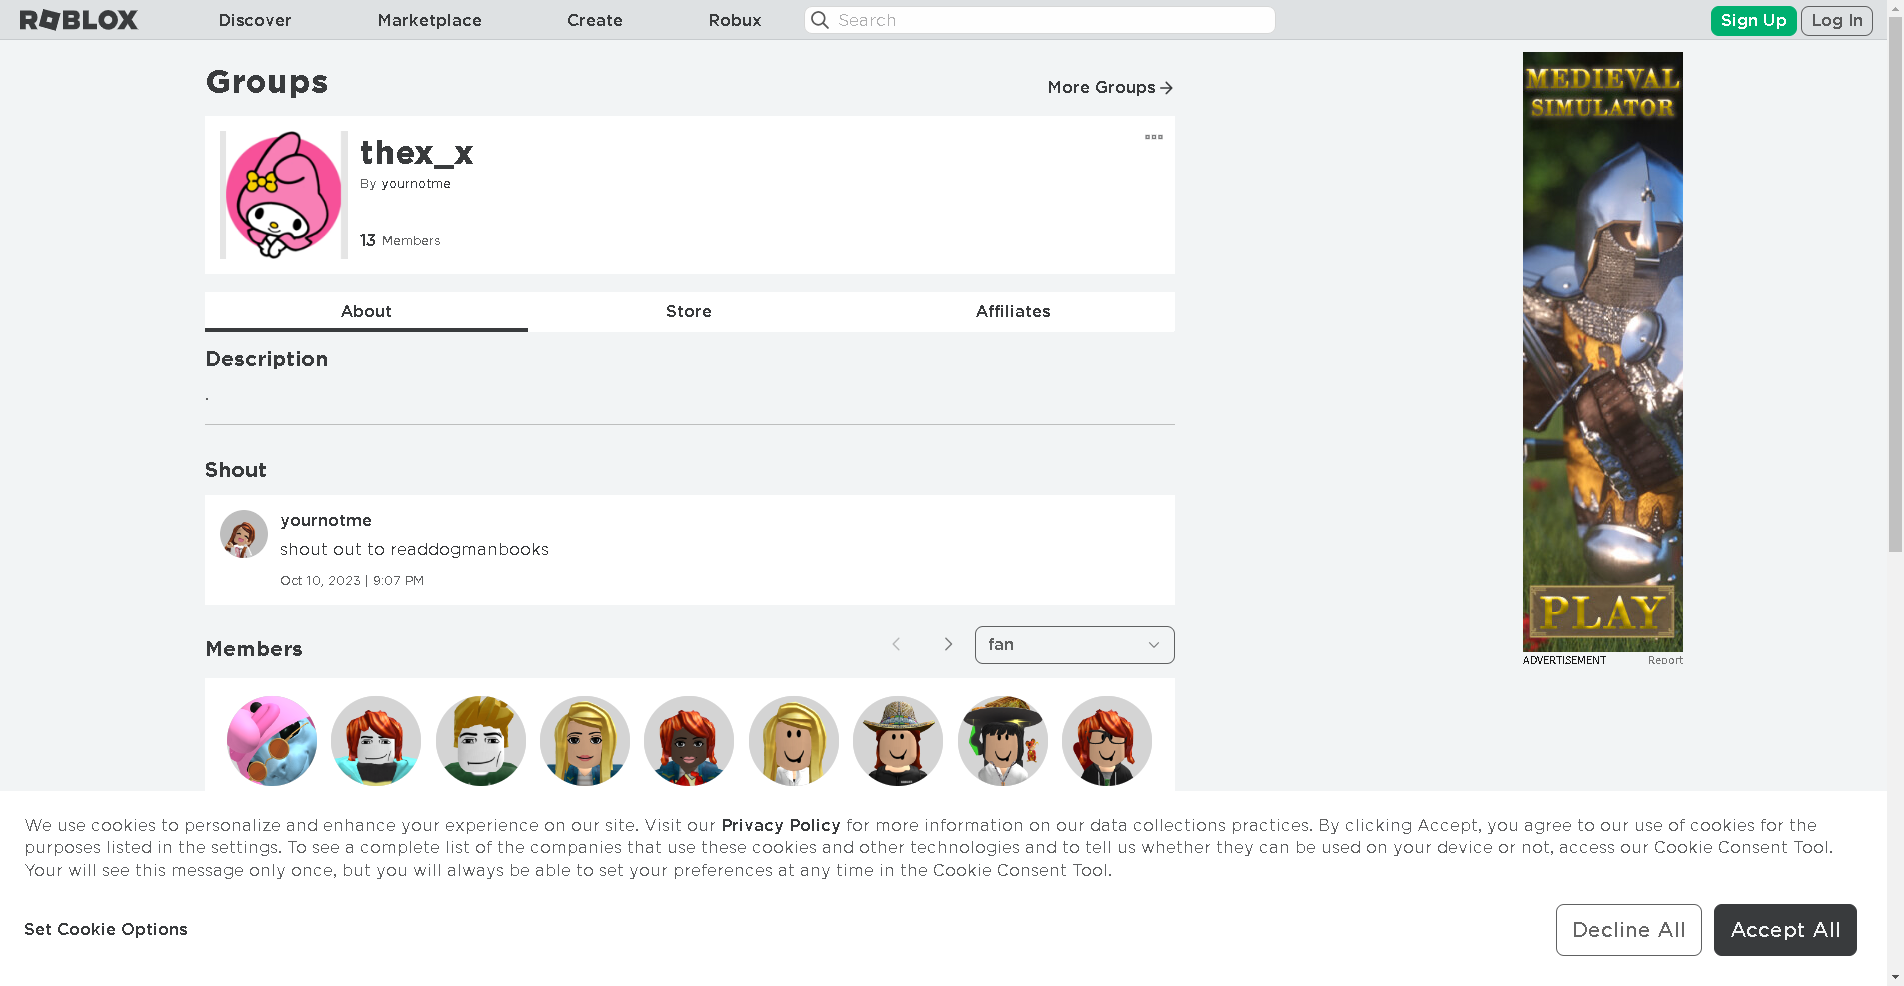 ROBLOX
Discover
Marketplace
Create
Robux
Search
Sign Up
Log In
Groups
More Groups
thex_x
By yournotme
13 Members
About
Store
Affiliates
Description
.
Shout
yournotme
shout out to readdogmanbooks
Oct 10, 2023 | 9:07 PM
Members
fan
MEDIEVAL
SIMULATOR
PLAY
ADVERTISEMENT
Report
We use cookies to personalize and enhance your experience on our site. Visit our Privacy Policy for more information on our data collections practices. By clicking Accept, you agree to our use of cookies for the
purposes listed in the settings. To see a complete list of the companies that use these cookies and other technologies and to tell us whether they can be used on your device or not, access our Cookie Consent Tool.
Your will see this message only once, but you will always be able to set your preferences at any time in the Cookie Consent Tool.
Set Cookie Options
Decline All
Accept All